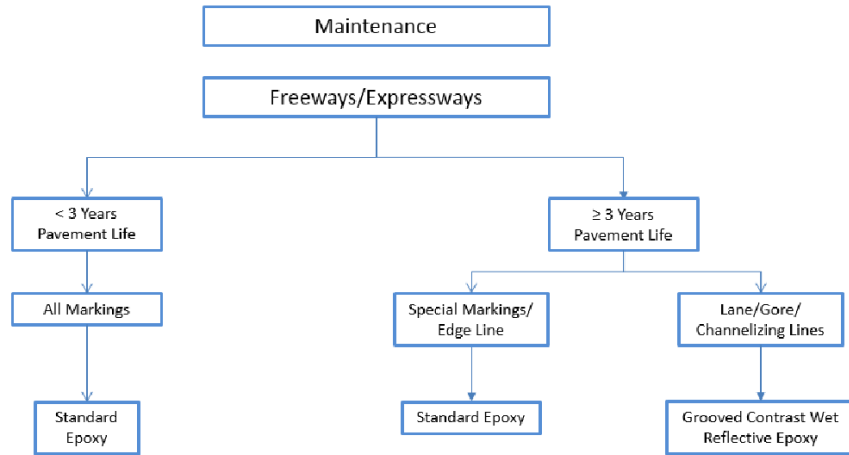 Maintenance
Freeways/Expressways
< 3 Years
Pavement Life
≥ 3 Years
Pavement Life
All Markings
Special Markings/
Edge Line
Lane/Gore/
Channelizing Lines
Standard
Epoxy
Standard Epoxy
Grooved Contrast Wet
Reflective Epoxy